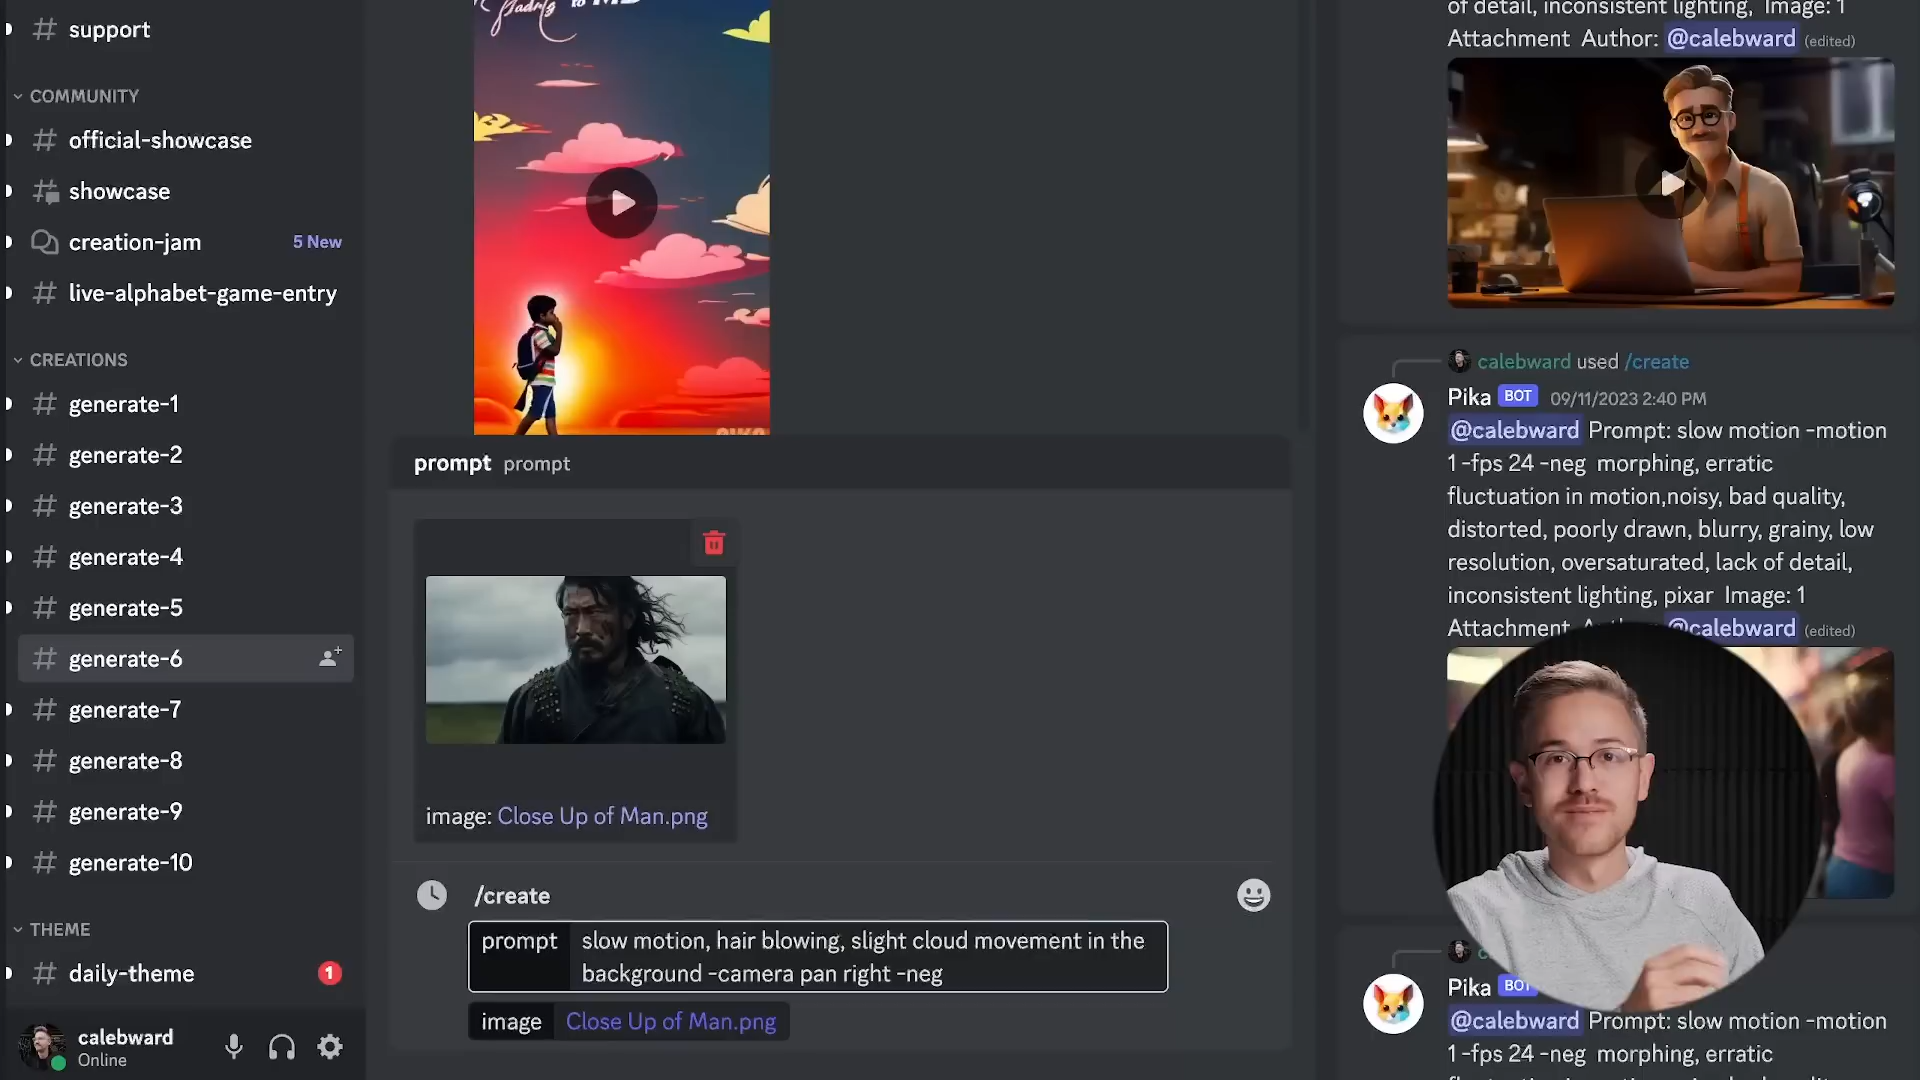 support
COMMUNITY
official-showcase
showcase
creation-jam 5 New
live-alphabet-game-entry
CREATIONS
generate-1
generate-2
generate-3
generate-4
generate-5
generate-6
generate-7
generate-8
generate-9
generate-10
THEME
daily-theme 1
calebward
Online
to MD
prompt prompt
image: Close Up of Man.png
/create
prompt slow motion, hair blowing, slight cloud movement in the
background -camera pan right -neg
image Close Up of Man.png
of detail, inconsistent lighting, Image: 1
Attachment Author: @calebward (edited)
calebward used /create
Pika BOT 09/11/2023 2:40 PM
@calebward Prompt: slow motion -motion
1 -fps 24 -neg morphing, erratic
fluctuation in motion,noisy, bad quality,
distorted, poorly drawn, blurry, grainy, low
resolution, oversaturated, lack of detail,
inconsistent lighting, pixar Image: 1
Attachment @calebward (edited)
Pika BOT
@calebward Prompt: slow motion -motion
1 -fps 24 -neg morphing, erratic